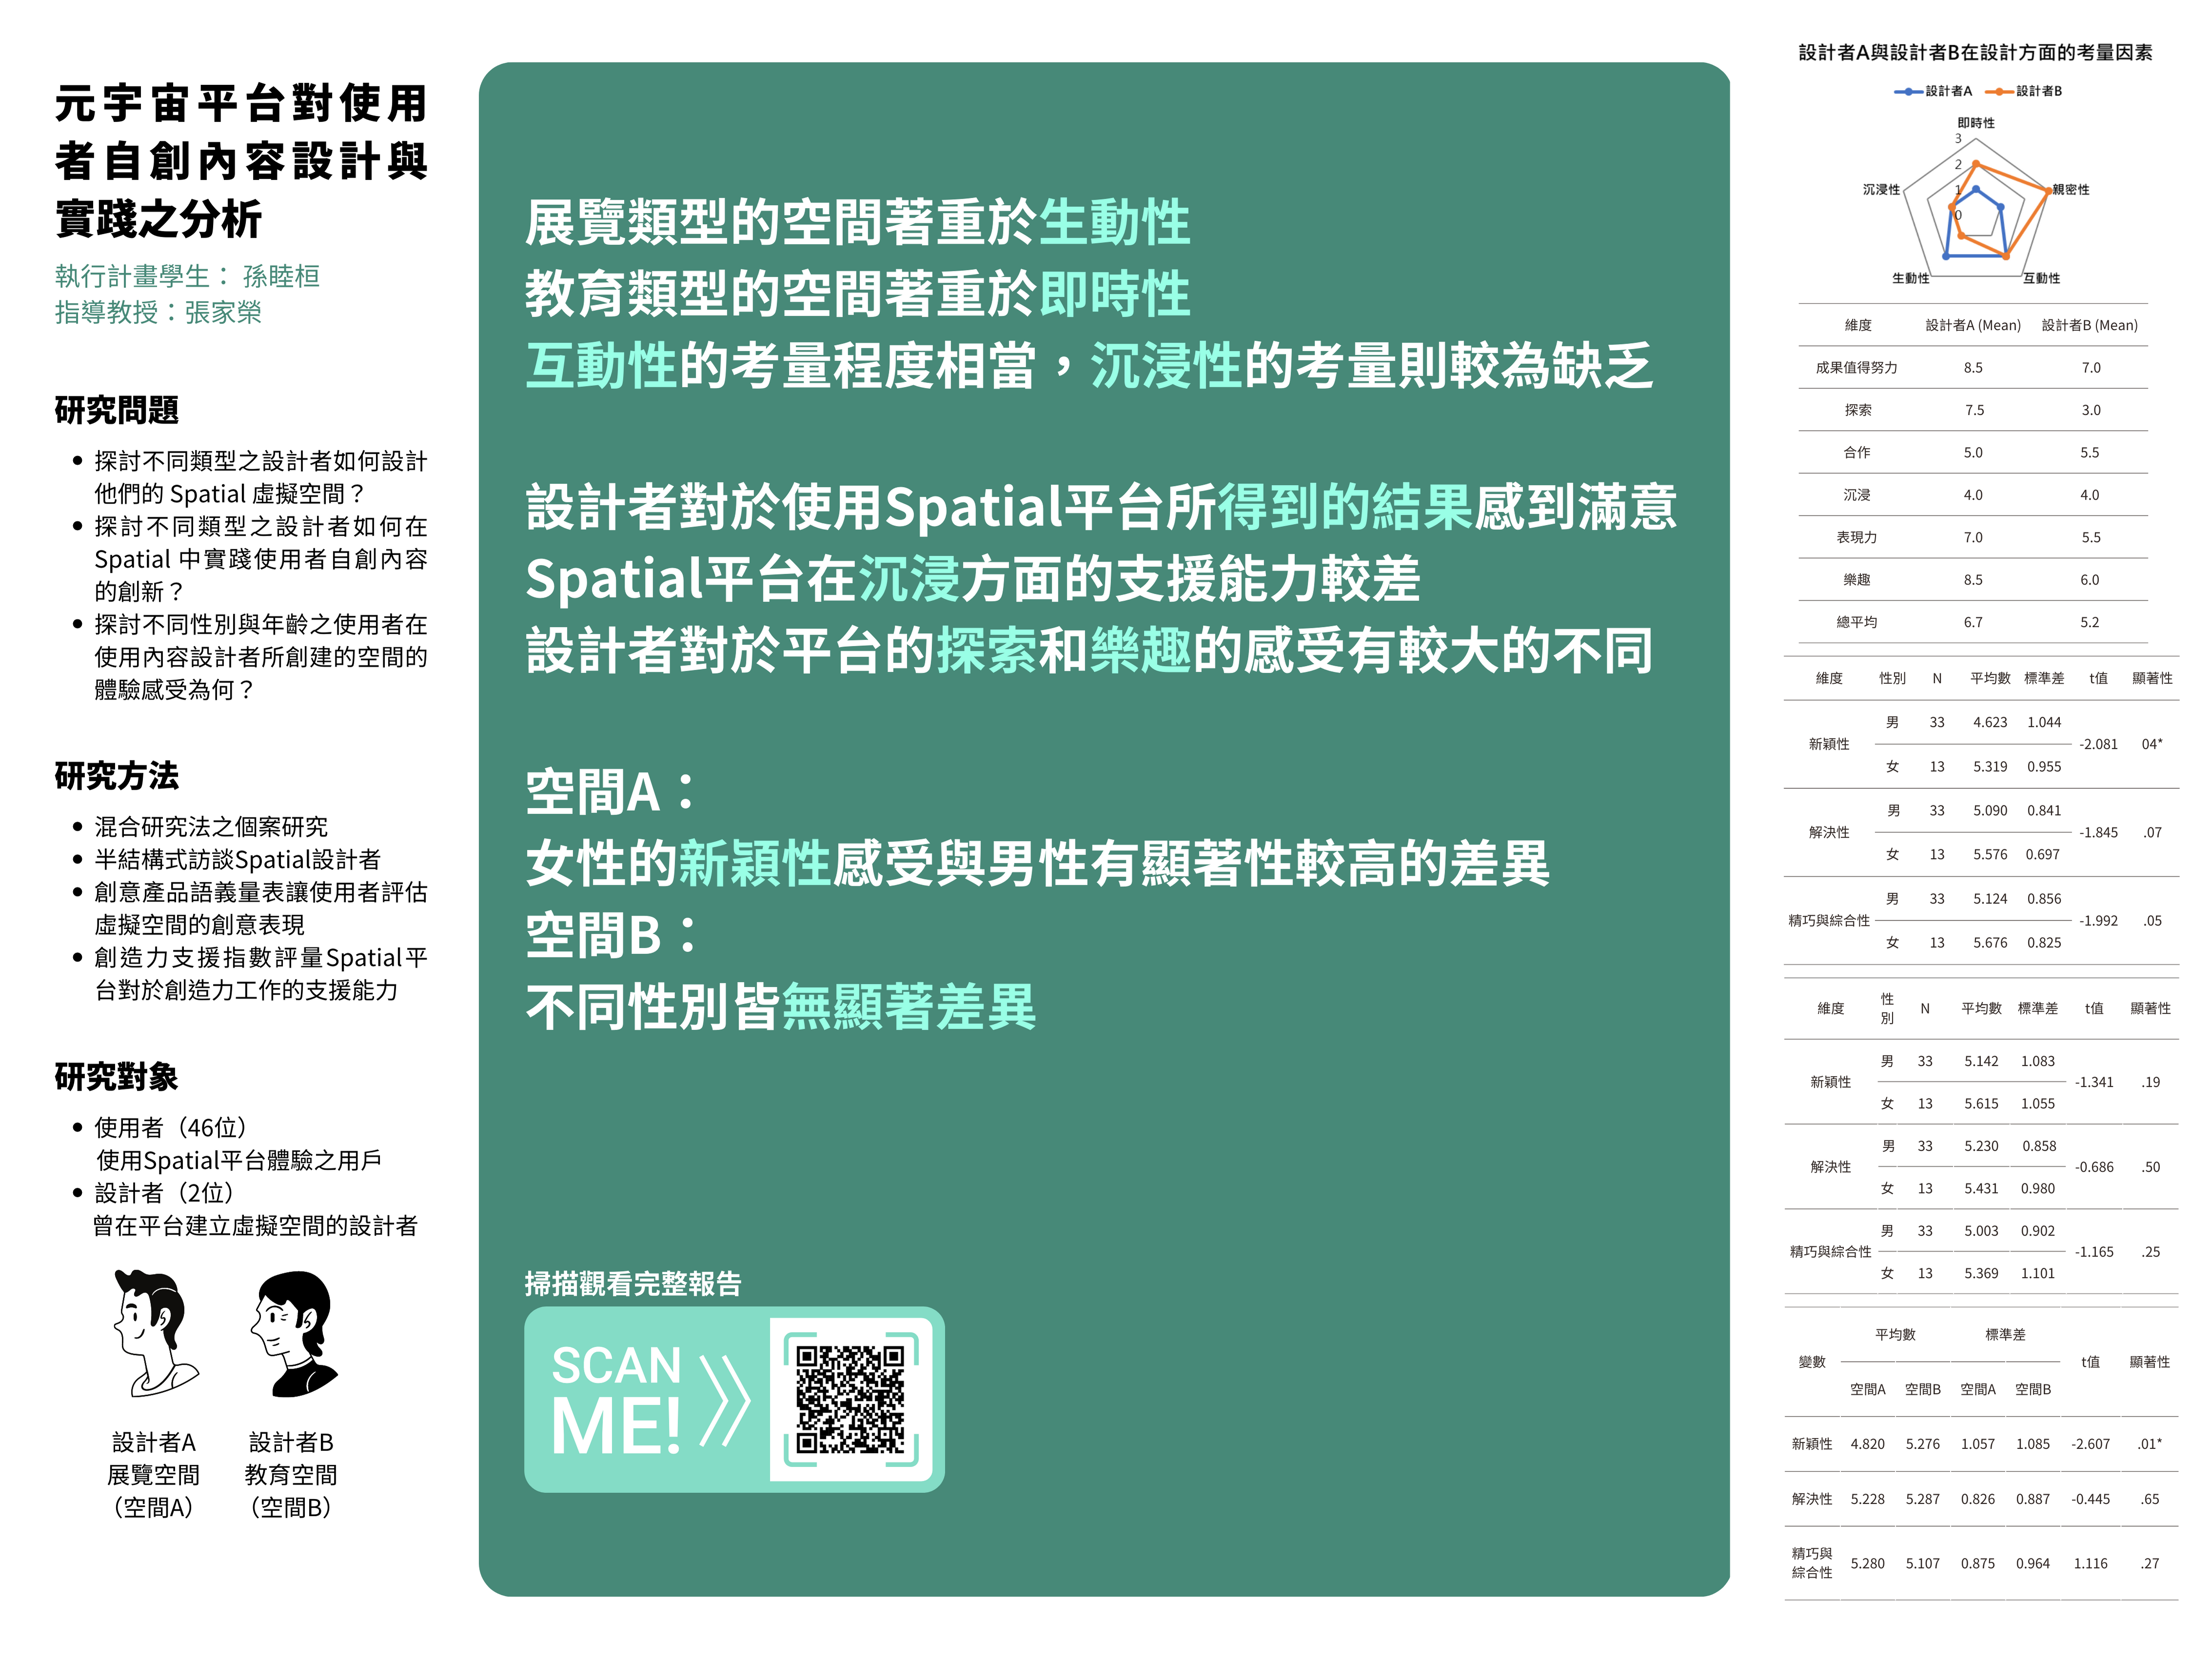 元宇宙平台對使用
者自創內容設計與
實踐之分析
執行計畫學生： 孫睦桓
指導教授：張家榮
研究問題
• 探討不同類型之設計者如何設計
他們的 Spatial 虛擬空間？
• 探討不同類型之設計者如何在
Spatial 中實踐使用者自創內容
的創新？
• 探討不同性別與年齡之使用者在
使用內容設計者所創建的空間的
體驗感受為何？
研究方法
• 混合研究法之個案研究
• 半結構式訪談Spatial設計者
• 創意產品語義量表讓使用者評估
虛擬空間的創意表現
• 創造力支援指數評量Spatial平
台對於創造力工作的支援能力
研究對象
• 使用者（46位）
使用Spatial平台體驗之用戶
• 設計者（2位）
曾在平台建立虛擬空間的設計者
設計者A 設計者B
展覽空間 教育空間
（空間A） （空間B）
展覽類型的空間著重於生動性
教育類型的空間著重於即時性
互動性的考量程度相當，沉浸性的考量則較為缺乏
設計者對於使用Spatial平台所得到的結果感到滿意
Spatial平台在沉浸方面的支援能力較差
設計者對於平台的探索和樂趣的感受有較大的不同
空間A：
女性的新穎性感受與男性有顯著性較高的差異
空間B：
不同性別皆無顯著差異
掃描觀看完整報告
SCAN
ME!
設計者A與設計者B在設計方面的考量因素
設計者A 設計者B
即時性
3
2
1
0
沉浸性 親密性
生動性 互動性
維度 設計者A (Mean) 設計者B (Mean)
成果值得努力 8.5 7.0
探索 7.5 3.0
合作 5.0 5.5
沉浸 4.0 4.0
表現力 7.0 5.5
樂趣 8.5 6.0
總平均 6.7 5.2
維度 性別 N 平均數 標準差 t值 顯著性
男 33 4.623 1.044
新穎性 -2.081 04*
女 13 5.319 0.955
男 33 5.090 0.841
解決性 -1.845 .07
女 13 5.576 0.697
男 33 5.124 0.856
精巧與綜合性 -1.992 .05
女 13 5.676 0.825
維度 性別 N 平均數 標準差 t值 顯著性
男 33 5.142 1.083
新穎性 -1.341 .19
女 13 5.615 1.055
男 33 5.230 0.858
解決性 -0.686 .50
女 13 5.431 0.980
男 33 5.003 0.902
精巧與綜合性 -1.165 .25
女 13 5.369 1.101
平均數 標準差
變數 t值 顯著性
空間A 空間B 空間A 空間B
新穎性 4.820 5.276 1.057 1.085 -2.607 .01*
解決性 5.228 5.287 0.826 0.887 -0.445 .65
精巧與
綜合性 5.280 5.107 0.875 0.964 1.116 .27